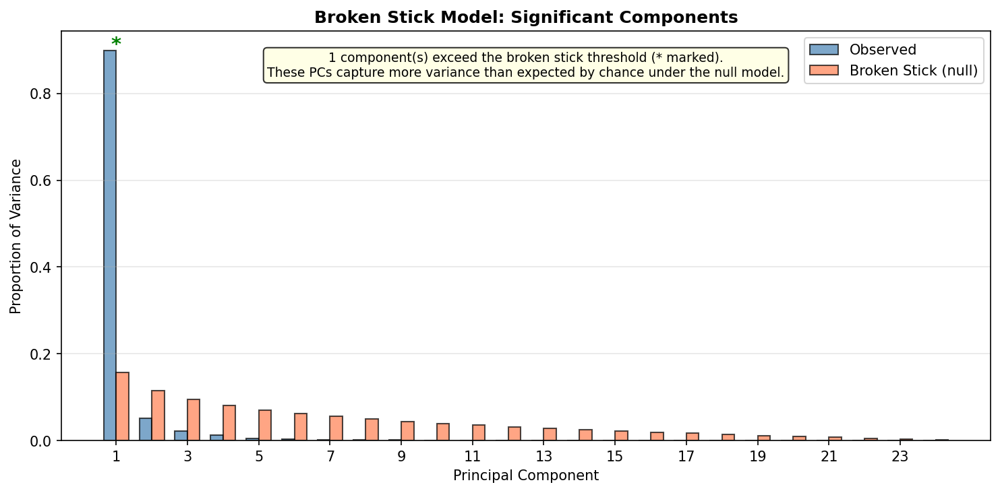 Broken Stick Model: Significant Components
*
1 component(s) exceed the broken stick threshold (* marked).
These PCs capture more variance than expected by chance under the null model.
Observed
Broken Stick (null)
Proportion of Variance
0.8
0.6
0.4
0.2
0.0
1 3 5 7 9 11 13 15 17 19 21 23
Principal Component